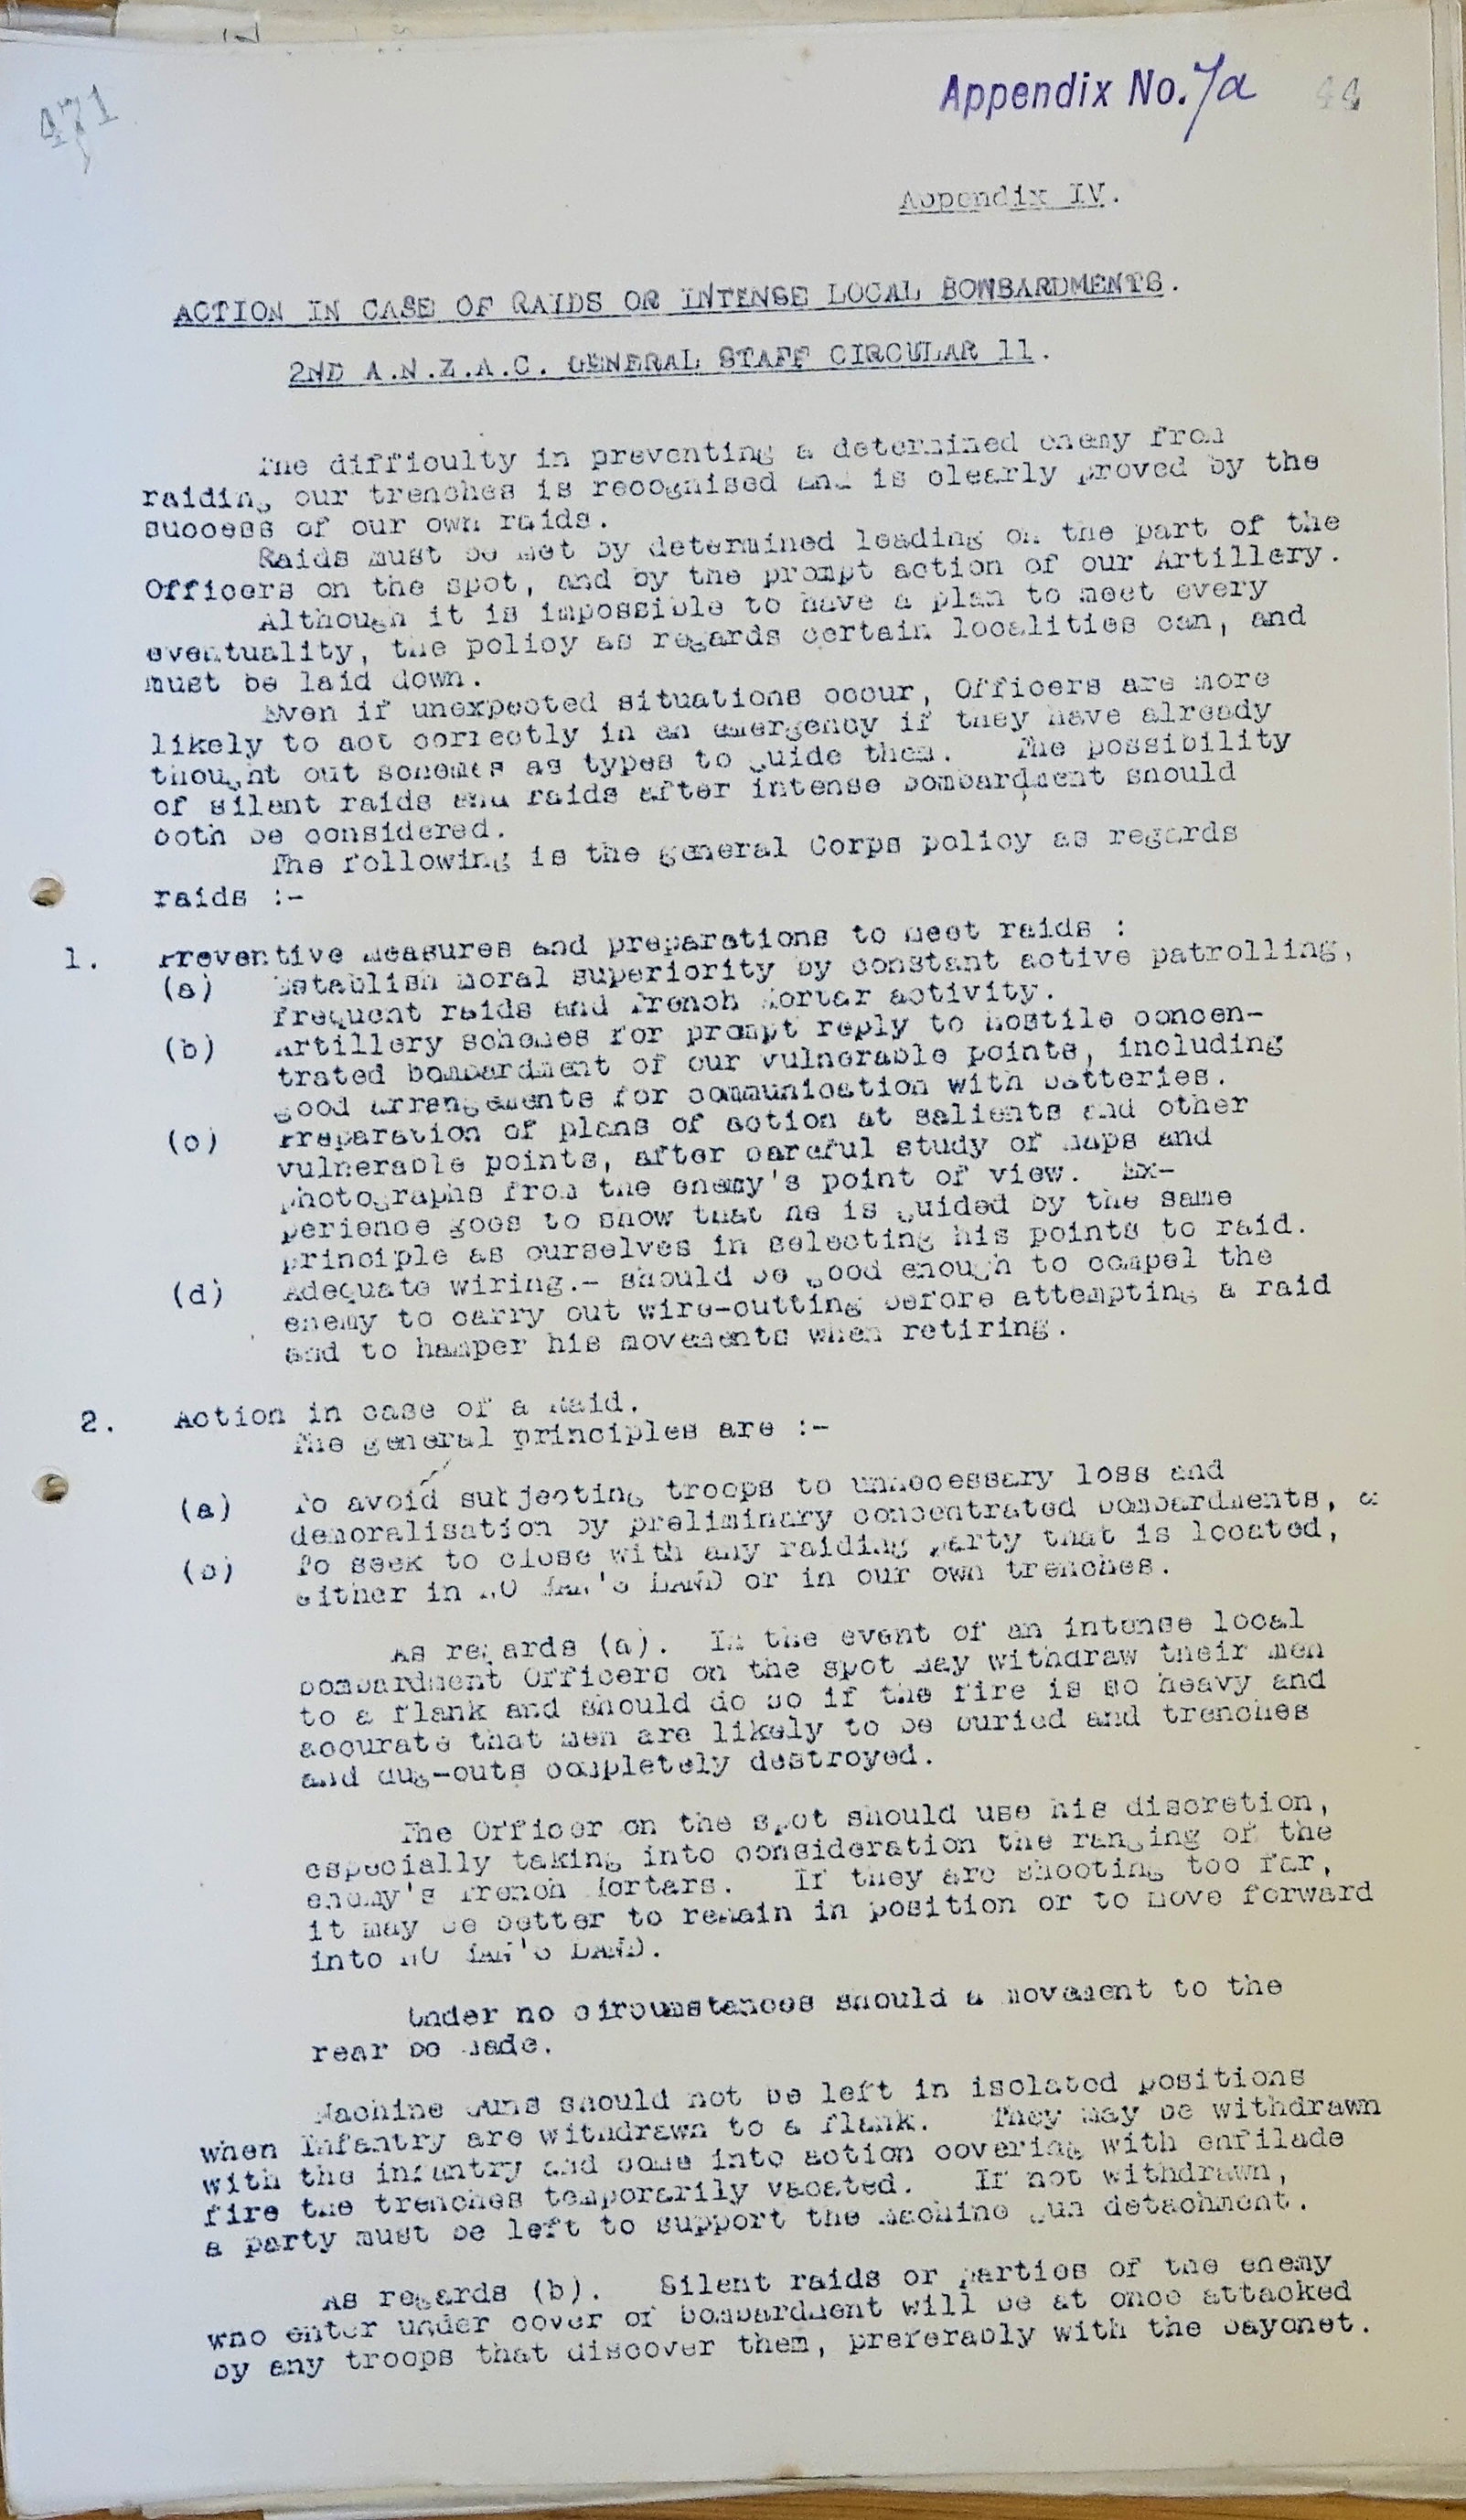 471
Appendix No. 7a
44
Appendix IV.
ACTION IN CASE OF RAIDS OR INTENSE LOCAL BOMBARDMENTS.
2ND A.N.Z.A.C. GENERAL STAFF CIRCULAR 11.
The difficulty in preventing a determined enemy from
raiding our trenches is recognised and is clearly proved by the
success of our own raids.
Raids must be met by determined leading on the part of the
Officers on the spot, and by the prompt action of our Artillery.
Although it is impossible to have a plan to meet every
eventuality, the policy as regards certain localities can, and
must be laid down.
Even if unexpected situations occur, Officers are more
likely to act correctly in an emergency if they have already
thought out schemes as types to guide them. The possibility
of silent raids and raids after intense bombardment should
both be considered.
The following is the general Corps policy as regards
raids :-
1. Preventive measures and preparations to meet raids :
(a) Establish moral superiority by constant active patrolling,
frequent raids and Trench Mortar activity.
(b) Artillery schemes for prompt reply to hostile concen-
trated bombardment of our vulnerable points, including
good arrangements for communication with batteries.
(c) Preparation of plans of action at salients and other
vulnerable points, after careful study of maps and
photographs from the enemy's point of view. Ex-
perience goes to show that he is guided by the same
principle as ourselves in selecting his points to raid.
(d) Adequate wiring.- should be good enough to compel the
enemy to carry out wire-cutting before attempting a raid
and to hamper his movements when retiring.
2. Action in case of a Raid.
The general principles are :-
(a) To avoid subjecting troops to unnecessary loss and
demoralisation by preliminary concentrated bombardments, &
(b) To seek to close with any raiding party that is located,
either in NO MAN'S LAND or in our own trenches.
As regards (a). In the event of an intense local
bombardment Officers on the spot may withdraw their men
to a flank and should do so if the fire is so heavy and
accurate that men are likely to be buried and trenches
and dug-outs completely destroyed.
The Officer on the spot should use his discretion,
especially taking into consideration the ranging of the
enemy's Trench Mortars. If they are shooting too far,
it may be better to remain in position or to move forward
into NO MAN'S LAND.
Under no circumstances should a movement to the
rear be made.
Machine Guns should not be left in isolated positions
when Infantry are withdrawn to a flank. They may be withdrawn
with the infantry and come into action covering with enfilade
fire the trenches temporarily vacated. If not withdrawn,
a party must be left to support the Machine Gun detachment.
As regards (b). Silent raids or parties of the enemy
who enter under cover of bombardment will be at once attacked
by any troops that discover them, preferably with the bayonet.